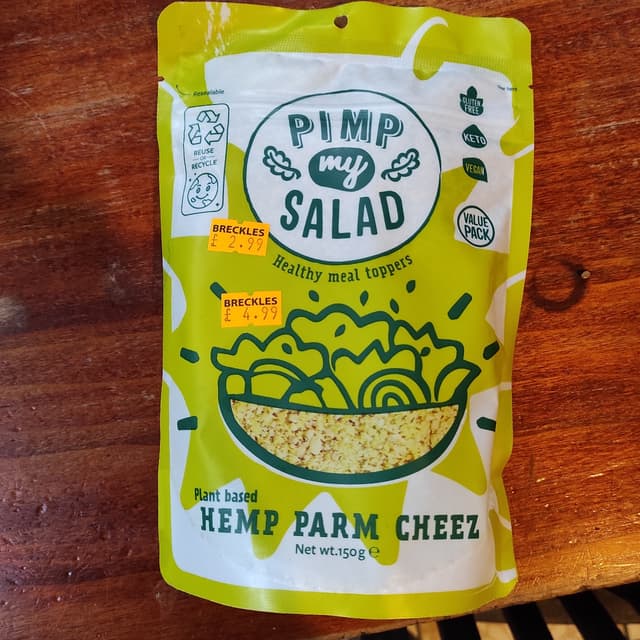 Resealable
REUSE
OR
RECYCLE
PIMP
my
SALAD
Healthy meal toppers
GLUTEN
FREE
KETO
VEGAN
VALUE
PACK
BRECKLES
£ 2.99
BRECKLES
£ 4.99
Plant based
HEMP PARM CHEEZ
Net wt.150g e